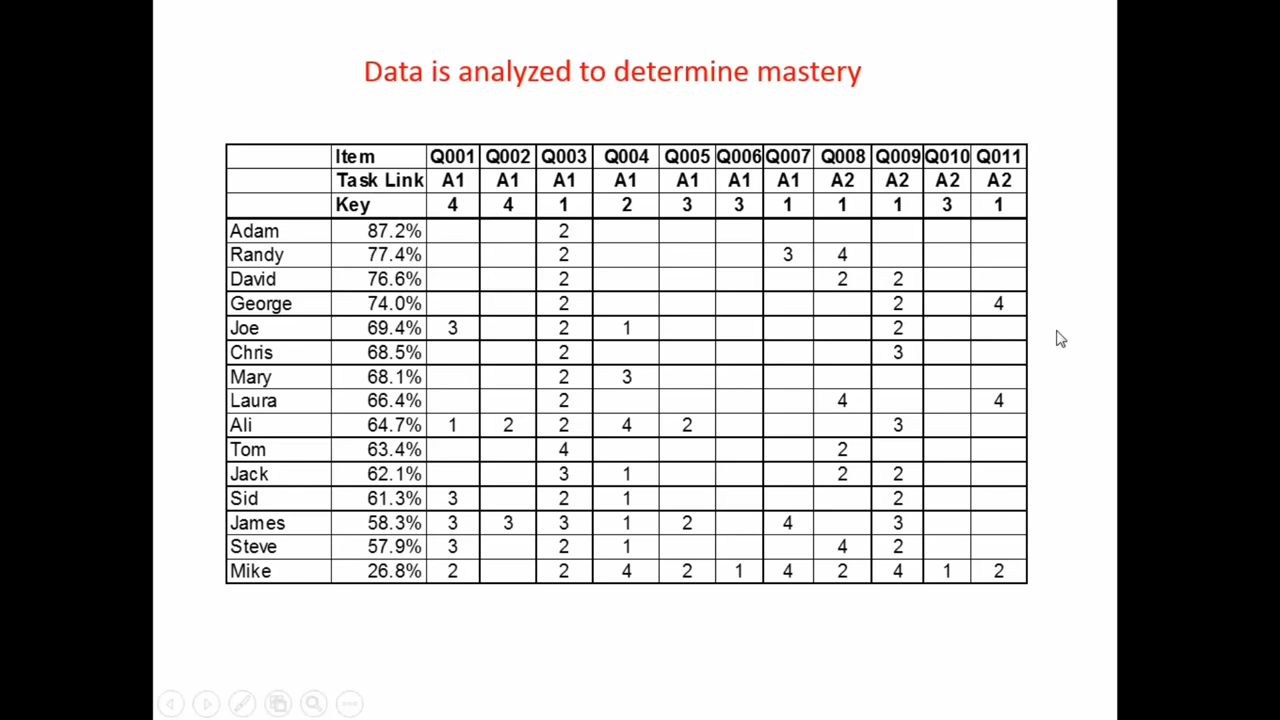 Data is analyzed to determine mastery
Item Q001 Q002 Q003 Q004 Q005 Q006 Q007 Q008 Q009 Q010 Q011
Task Link A1 A1 A1 A1 A1 A1 A1 A2 A2 A2 A2
Key 4 4 1 2 3 3 1 1 1 3 1
Adam 87.2% 2
Randy 77.4% 2 3 4
David 76.6% 2 2 2
George 74.0% 2 2 4
Joe 69.4% 3 2 1 2
Chris 68.5% 2 3
Mary 68.1% 2 3
Laura 66.4% 2 4 4
Ali 64.7% 1 2 2 4 2 3
Tom 63.4% 4 2
Jack 62.1% 3 1 2 2
Sid 61.3% 3 2 1 2
James 58.3% 3 3 3 1 2 4 3
Steve 57.9% 3 2 1 4 2
Mike 26.8% 2 2 4 2 1 4 2 4 1 2